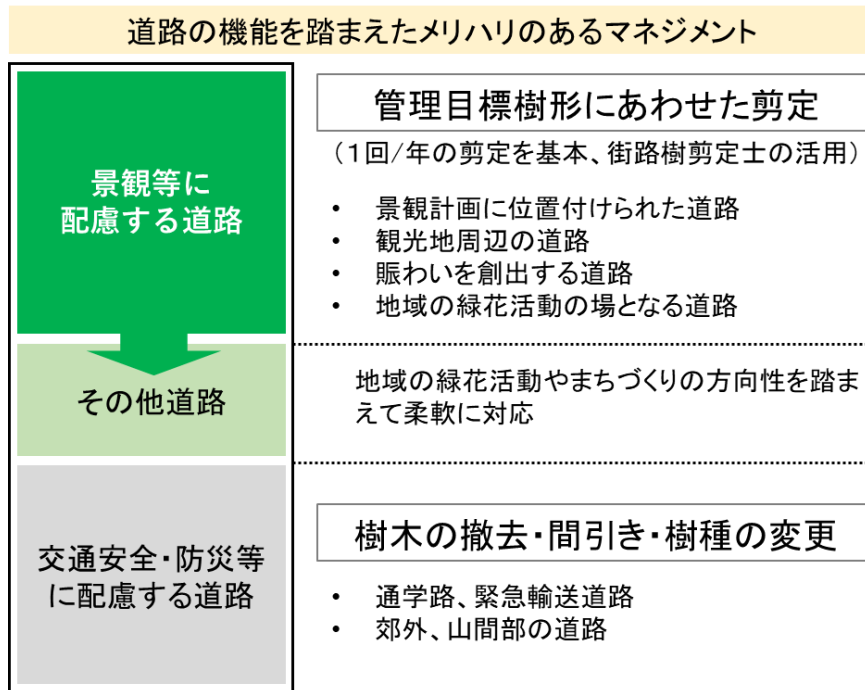 道路の機能を踏まえたメリハリのあるマネジメント
景観等に
配慮する道路
管理目標樹形にあわせた剪定
（１回/年の剪定を基本、街路樹剪定士の活用）
• 景観計画に位置付けられた道路
• 観光地周辺の道路
• 賑わいを創出する道路
• 地域の緑花活動の場となる道路
その他道路
地域の緑花活動やまちづくりの方向性を踏ま
えて柔軟に対応
交通安全・防災等
に配慮する道路
樹木の撤去・間引き・樹種の変更
• 通学路、緊急輸送道路
• 郊外、山間部の道路